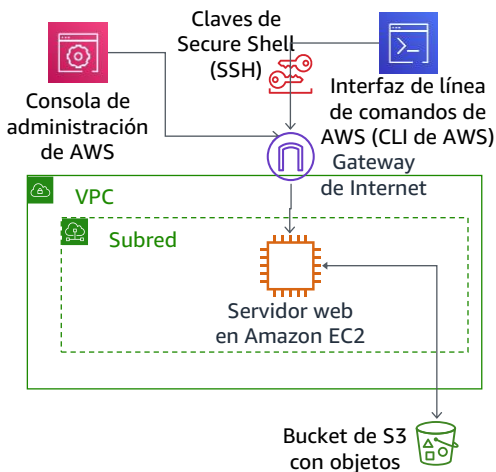 Claves de
Secure Shell
(SSH)
Consola de
administración
de AWS
Interfaz de línea
de comandos de
AWS (CLI de AWS)
Gateway
de Internet
VPC
Subred
Servidor web
en Amazon EC2
Bucket de S3
con objetos